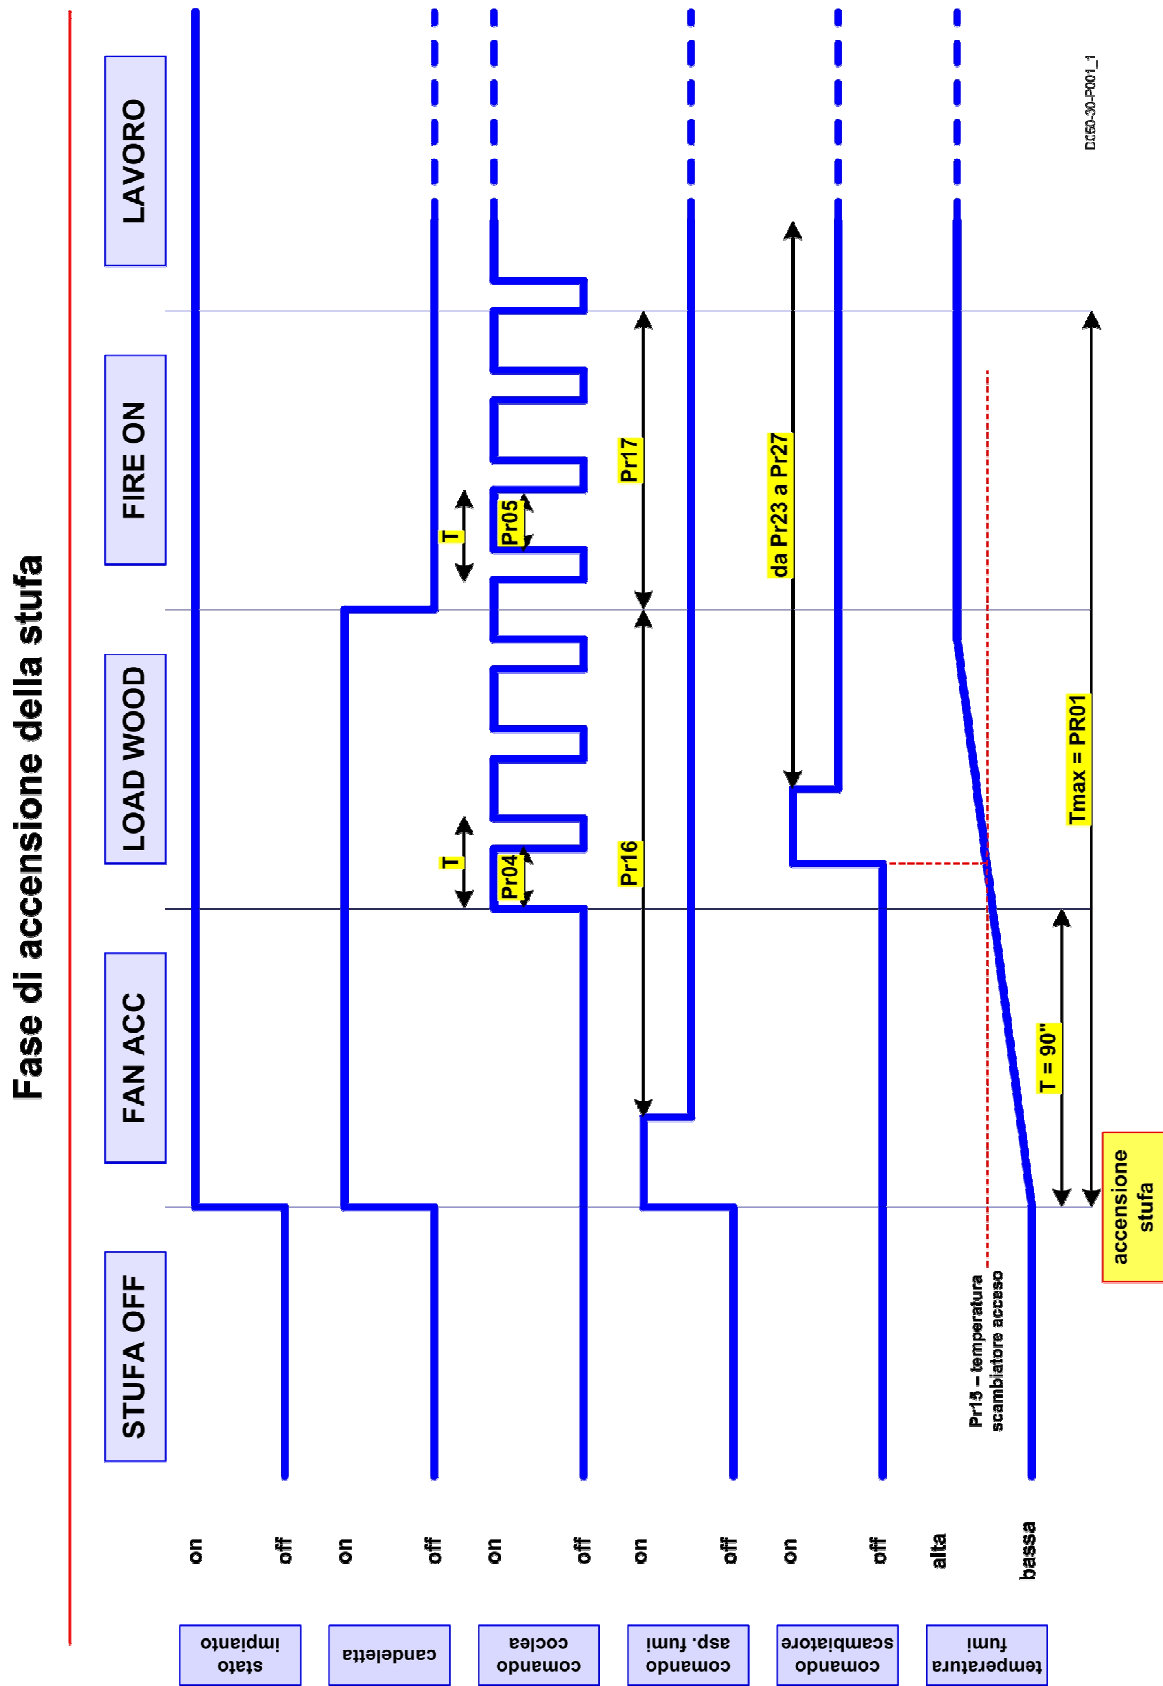 Fase di accensione della stufa
STUFA OFF
FAN ACC
LOAD WOOD
FIRE ON
LAVORO
stato
impianto
on
off
candeletta
on
off
T
T
comando
coclea
on
off
Pr04
Pr05
comando
asp. fumi
on
off
Pr16
Pr17
comando
scambiatore
on
off
da Pr23 a Pr27
temperatura
fumi
alta
bassa
Pr15 – temperatura
scambiatore acceso
T = 90"
Tmax = PR01
accensione
stufa
D050-30-P001_1